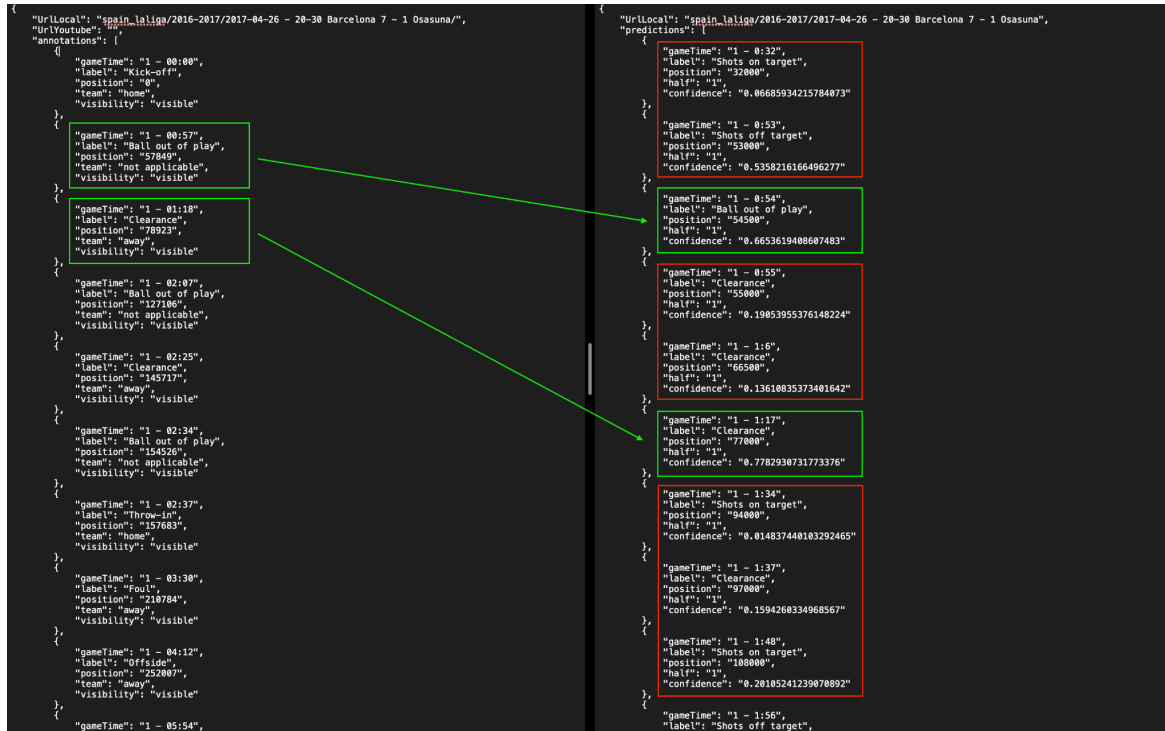 {
"UrlLocal": "spain_laliga/2016-2017/2017-04-26 - 20-30 Barcelona 7 - 1 Osasuna/",
"UrlYoutube": "",
"annotations": [
{
"gameTime": "1 - 00:00",
"label": "Kick-off",
"position": "0",
"team": "home",
"visibility": "visible"
},
{
"gameTime": "1 - 00:57",
"label": "Ball out of play",
"position": "57849",
"team": "not applicable",
"visibility": "visible"
},
{
"gameTime": "1 - 01:18",
"label": "Clearance",
"position": "78923",
"team": "away",
"visibility": "visible"
},
{
"gameTime": "1 - 02:07",
"label": "Ball out of play",
"position": "127106",
"team": "not applicable",
"visibility": "visible"
},
{
"gameTime": "1 - 02:25",
"label": "Clearance",
"position": "145717",
"team": "away",
"visibility": "visible"
},
{
"gameTime": "1 - 02:34",
"label": "Ball out of play",
"position": "154526",
"team": "not applicable",
"visibility": "visible"
},
{
"gameTime": "1 - 02:37",
"label": "Throw-in",
"position": "157683",
"team": "home",
"visibility": "visible"
},
{
"gameTime": "1 - 03:30",
"label": "Foul",
"position": "210784",
"team": "away",
"visibility": "visible"
},
{
"gameTime": "1 - 04:12",
"label": "Offside",
"position": "252007",
"team": "away",
"visibility": "visible"
},
{
"gameTime": "1 - 05:54",
{
"UrlLocal": "spain_laliga/2016-2017/2017-04-26 - 20-30 Barcelona 7 - 1 Osasuna",
"predictions": [
{
"gameTime": "1 - 0:32",
"label": "Shots on target",
"position": "32000",
"half": "1",
"confidence": "0.06685934215784073"
},
{
"gameTime": "1 - 0:53",
"label": "Shots off target",
"position": "53000",
"half": "1",
"confidence": "0.5358216166496277"
},
{
"gameTime": "1 - 0:54",
"label": "Ball out of play",
"position": "54500",
"half": "1",
"confidence": "0.6653619408607483"
},
{
"gameTime": "1 - 0:55",
"label": "Clearance",
"position": "55000",
"half": "1",
"confidence": "0.19053955376148224"
},
{
"gameTime": "1 - 1:6",
"label": "Clearance",
"position": "66500",
"half": "1",
"confidence": "0.13610835373401642"
},
{
"gameTime": "1 - 1:17",
"label": "Clearance",
"position": "77000",
"half": "1",
"confidence": "0.7782930731773376"
},
{
"gameTime": "1 - 1:34",
"label": "Shots on target",
"position": "94000",
"half": "1",
"confidence": "0.014837440103292465"
},
{
"gameTime": "1 - 1:37",
"label": "Clearance",
"position": "97000",
"half": "1",
"confidence": "0.1594260334968567"
},
{
"gameTime": "1 - 1:48",
"label": "Shots on target",
"position": "108000",
"half": "1",
"confidence": "0.20105241239070892"
},
{
"gameTime": "1 - 1:56",
"label": "Shots off target",